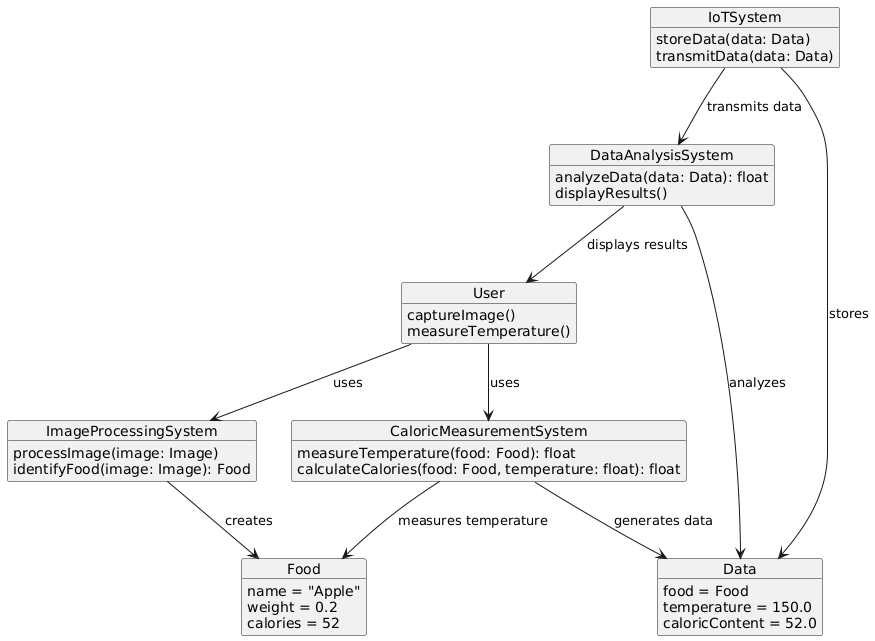 IoTSystem
storeData(data: Data)
transmitData(data: Data)
transmits data
DataAnalysisSystem
analyzeData(data: Data): float
displayResults()
displays results
User
captureImage()
measureTemperature()
stores
uses
uses
analyzes
ImageProcessingSystem
processImage(image: Image)
identifyFood(image: Image): Food
CaloricMeasurementSystem
measureTemperature(food: Food): float
calculateCalories(food: Food, temperature: float): float
creates
measures temperature
generates data
Food
name = "Apple"
weight = 0.2
calories = 52
Data
food = Food
temperature = 150.0
caloricContent = 52.0